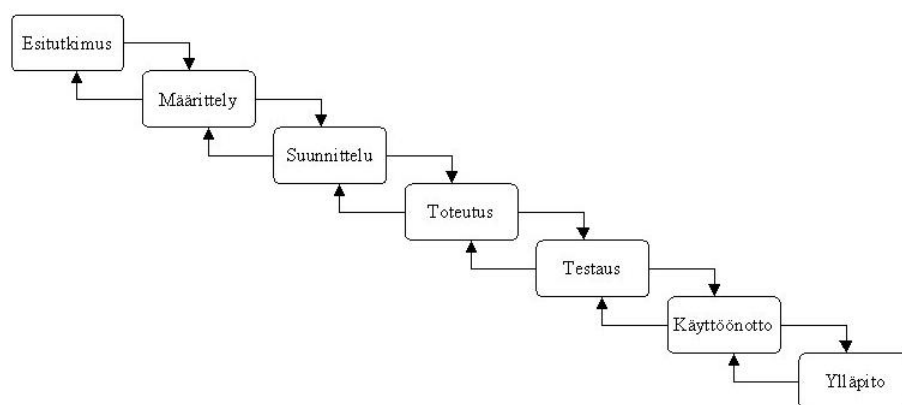 Esitutkimus
Määrittely
Suunnittelu
Toteutus
Testaus
Käyttöönotto
Ylläpito